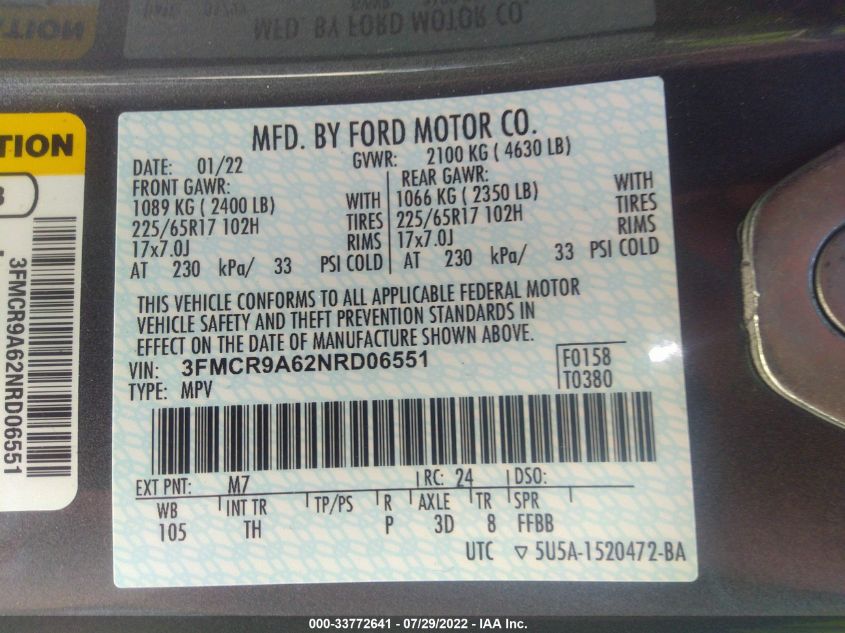 MFD. BY FORD MOTOR CO.
TION
3
3FMCR9A62NRD06551
MFD. BY FORD MOTOR CO.
DATE: 01/22 GVWR: 2100 KG ( 4630 LB)
FRONT GAWR: REAR GAWR:
1089 KG ( 2400 LB) WITH 1066 KG ( 2350 LB) WITH
225/65R17 102H TIRES 225/65R17 102H TIRES
17x7.0J RIMS 17x7.0J RIMS
AT 230 kPa/ 33 PSI COLD AT 230 kPa/ 33 PSI COLD
THIS VEHICLE CONFORMS TO ALL APPLICABLE FEDERAL MOTOR
VEHICLE SAFETY AND THEFT PREVENTION STANDARDS IN
EFFECT ON THE DATE OF MANUFACTURE SHOWN ABOVE.
VIN: 3FMCR9A62NRD06551 F0158
TYPE: MPV T0380
EXT PNT: M7 RC: 24 DSO:
WB INT TR TP/PS R AXLE TR SPR
105 TH P 3D 8 FFBB
UTC ▽ 5U5A-1520472-BA
000-33772641 / 07/29/2022 - IAA Inc.